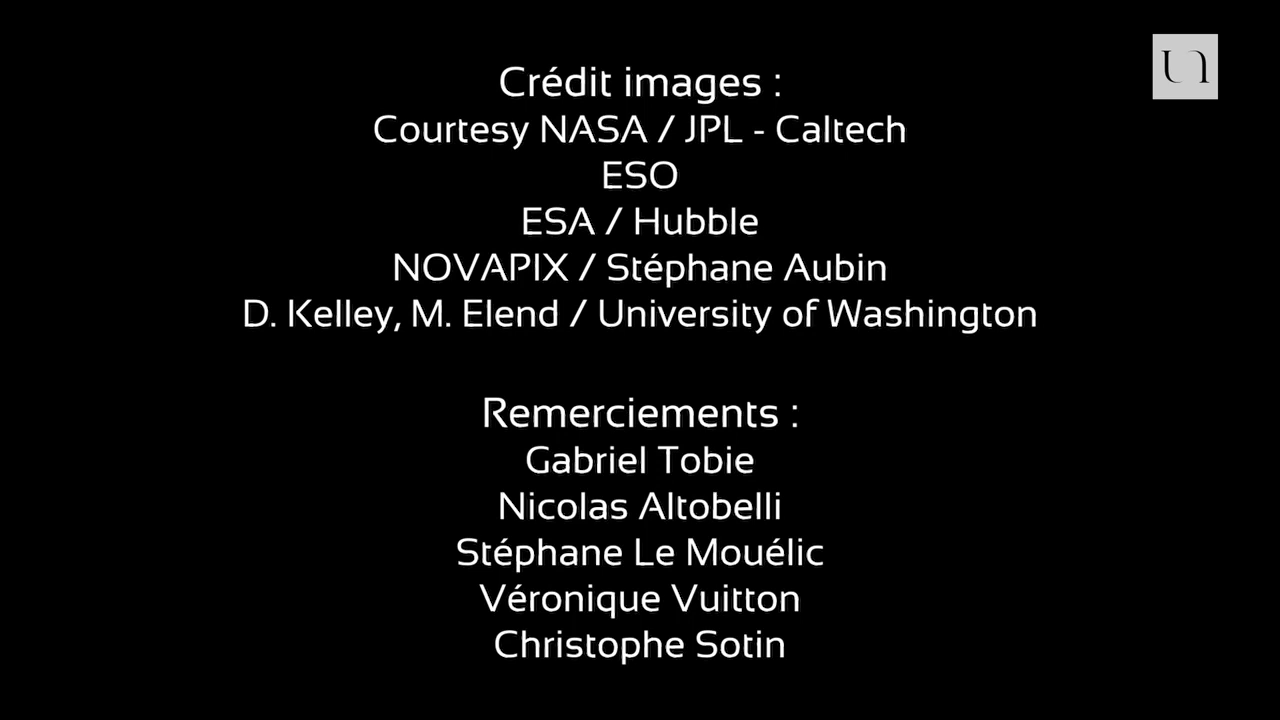 Crédit images :
Courtesy NASA / JPL - Caltech
ESO
ESA / Hubble
NOVAPIX / Stéphane Aubin
D. Kelley, M. Elend / University of Washington
Remerciements :
Gabriel Tobie
Nicolas Altobelli
Stéphane Le Mouélic
Véronique Vuitton
Christophe Sotin